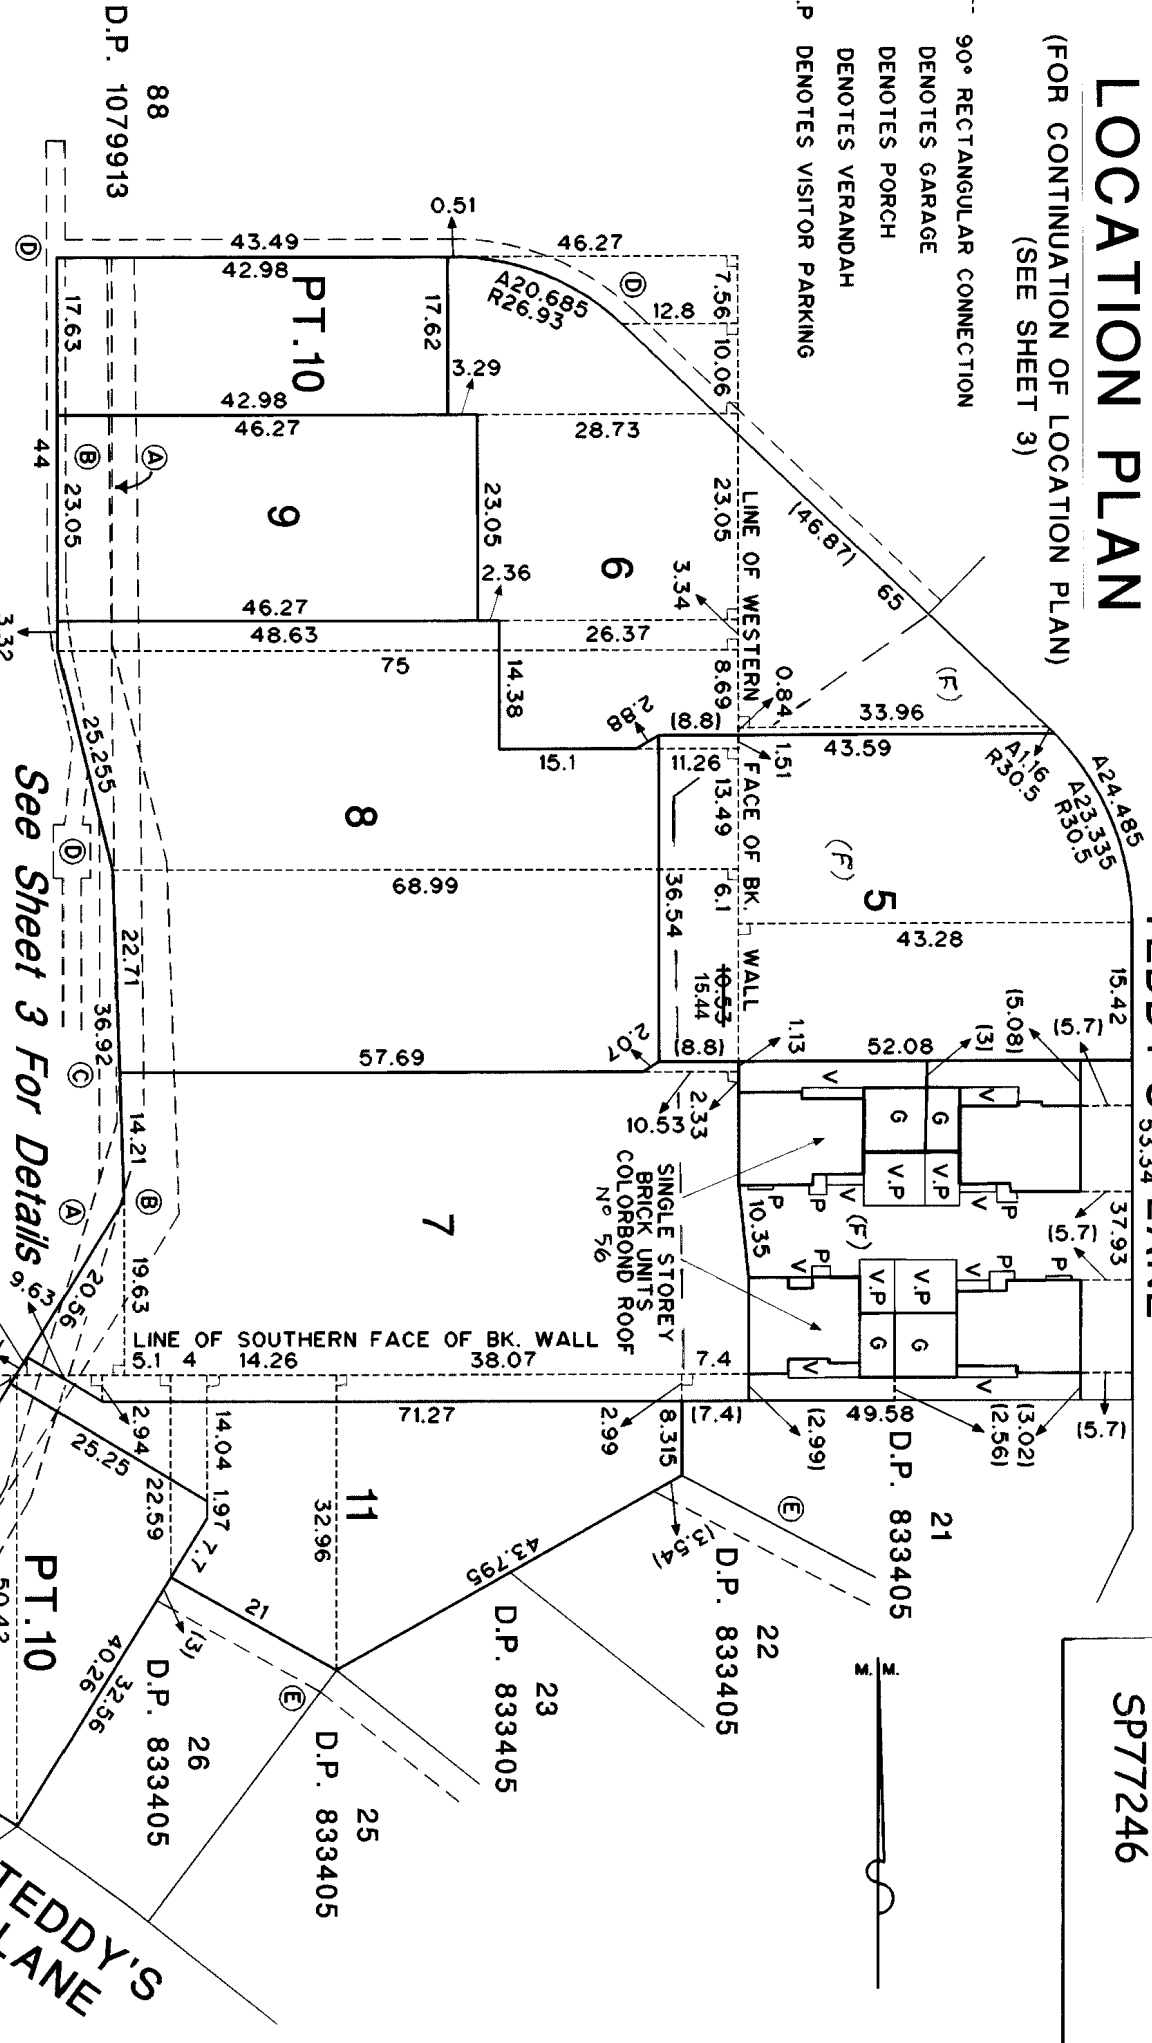 LOCATION PLAN
(FOR CONTINUATION OF LOCATION PLAN)
(SEE SHEET 3)
90° RECTANGULAR CONNECTION
DENOTES GARAGE
DENOTES PORCH
DENOTES VERANDAH
.P DENOTES VISITOR PARKING
SP77246
53.34
A24.485
A23.335
R30.5
A1.16
R30.5
15.42
37.93
(5.7)
(5.7)
(5.7)
(5.08)
(3)
(3.02)
(2.56)
(2.99)
65
(46.87)
(F)
33.96
43.59
5
(F)
43.28
52.08
49.58
V
V
G
G
V.P
V.P
V
V
P
P
P
(F)
V
V
P
P
P
V.P
V.P
G
G
V
V
46.27
7.56
12.8
10.06
D
A20.685
R26.93
28.73
23.05
LINE OF WESTERN FACE OF BK. WALL
3.34
8.69
0.84
1.51
13.49
6.1
10.53
15.44
1.13
2.33
10.53
10.35
6
26.37
(8.8)
2.88
11.26
15.1
14.38
36.54
(8.8)
2.07
SINGLE STOREY
BRICK UNITS
COLORBOND ROOF
Nº 56
7.4
(7.4)
0.51
43.49
42.98
PT.10
17.62
3.29
42.98
46.27
17.63
9
23.05
2.36
46.27
48.63
75
23.05
44
3.32
A
B
D
88
D.P. 1079913
8
68.99
57.69
7
25.255
22.71
36.92
14.21
19.63
20.56
9.63
D
C
A
B
See Sheet 3 For Details
LINE OF SOUTHERN FACE OF BK. WALL
5.1
4
14.26
38.07
71.27
2.99
8.315
2.94
14.04
1.97
7.7
22.59
25.25
11
32.96
43.795
(3.54)
21
(3)
E
E
21
D.P. 833405
22
D.P. 833405
23
D.P. 833405
25
D.P. 833405
26
D.P. 833405
M. M.
PT.10
40.26
32.56
TEDDY'S
LANE